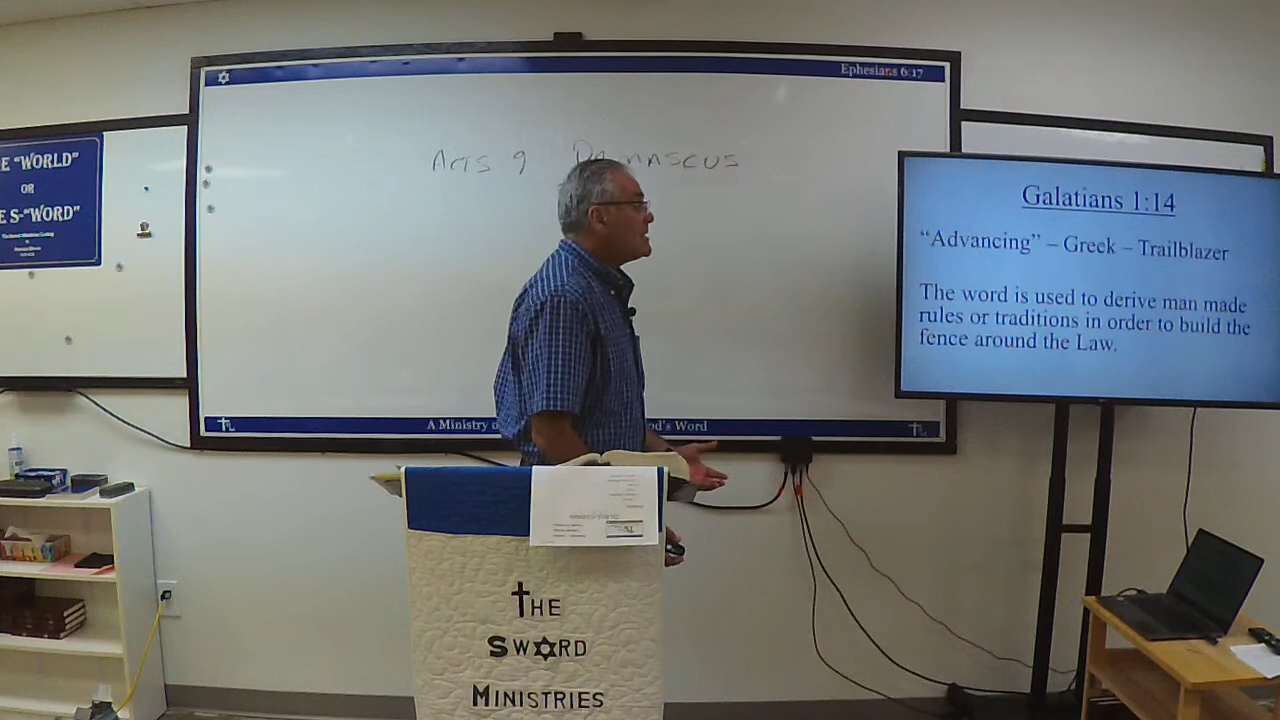 Ephesians 6:17
E "WORLD"
OR
E S-"WORD"
Acts 9 Damascus
Galatians 1:14
"Advancing" – Greek – Trailblazer
The word is used to derive man made
rules or traditions in order to build the
fence around the Law.
A Ministry o
od's Word
THE
SWORD
MINISTRIES